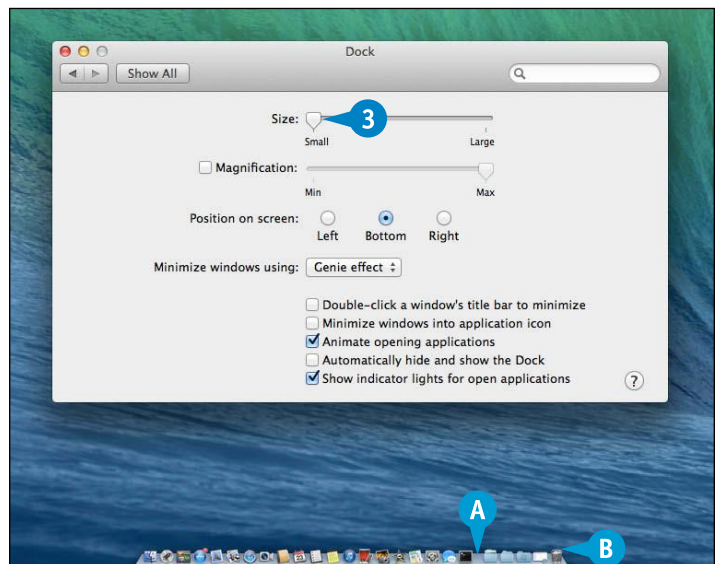 Dock
Show All
Size:
3
Small Large
Magnification:
Min Max
Position on screen:
Left Bottom Right
Minimize windows using: Genie effect
Double-click a window's title bar to minimize
Minimize windows into application icon
Animate opening applications
Automatically hide and show the Dock
Show indicator lights for open applications
?
A
B